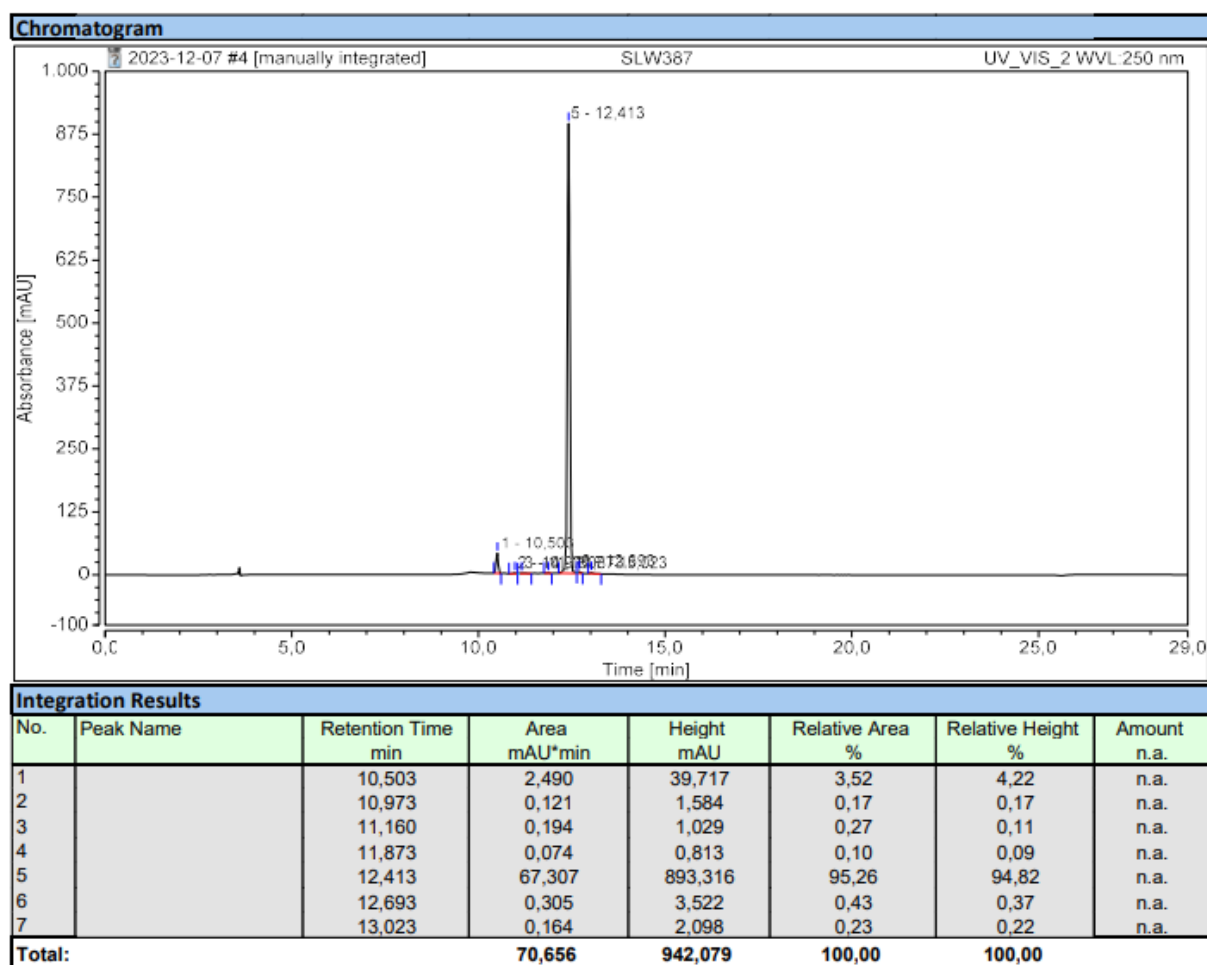 Chromatogram
2023-12-07 #4 [manually integrated] SLW387 UV_VIS_2 WVL:250 nm
1.000
875
750
625
500
375
250
125
0
-100
Absorbance [mAU]
5 - 12,413
1 - 10,503
0,0 5,0 10,0 15,0 20,0 25,0 29,0
Time [min]
Integration Results
No. Peak Name Retention Time Area Height Relative Area Relative Height Amount
min mAU*min mAU % % n.a.
1 10,503 2,490 39,717 3,52 4,22 n.a.
2 10,973 0,121 1,584 0,17 0,17 n.a.
3 11,160 0,194 1,029 0,27 0,11 n.a.
4 11,873 0,074 0,813 0,10 0,09 n.a.
5 12,413 67,307 893,316 95,26 94,82 n.a.
6 12,693 0,305 3,522 0,43 0,37 n.a.
7 13,023 0,164 2,098 0,23 0,22 n.a.
Total: 70,656 942,079 100,00 100,00